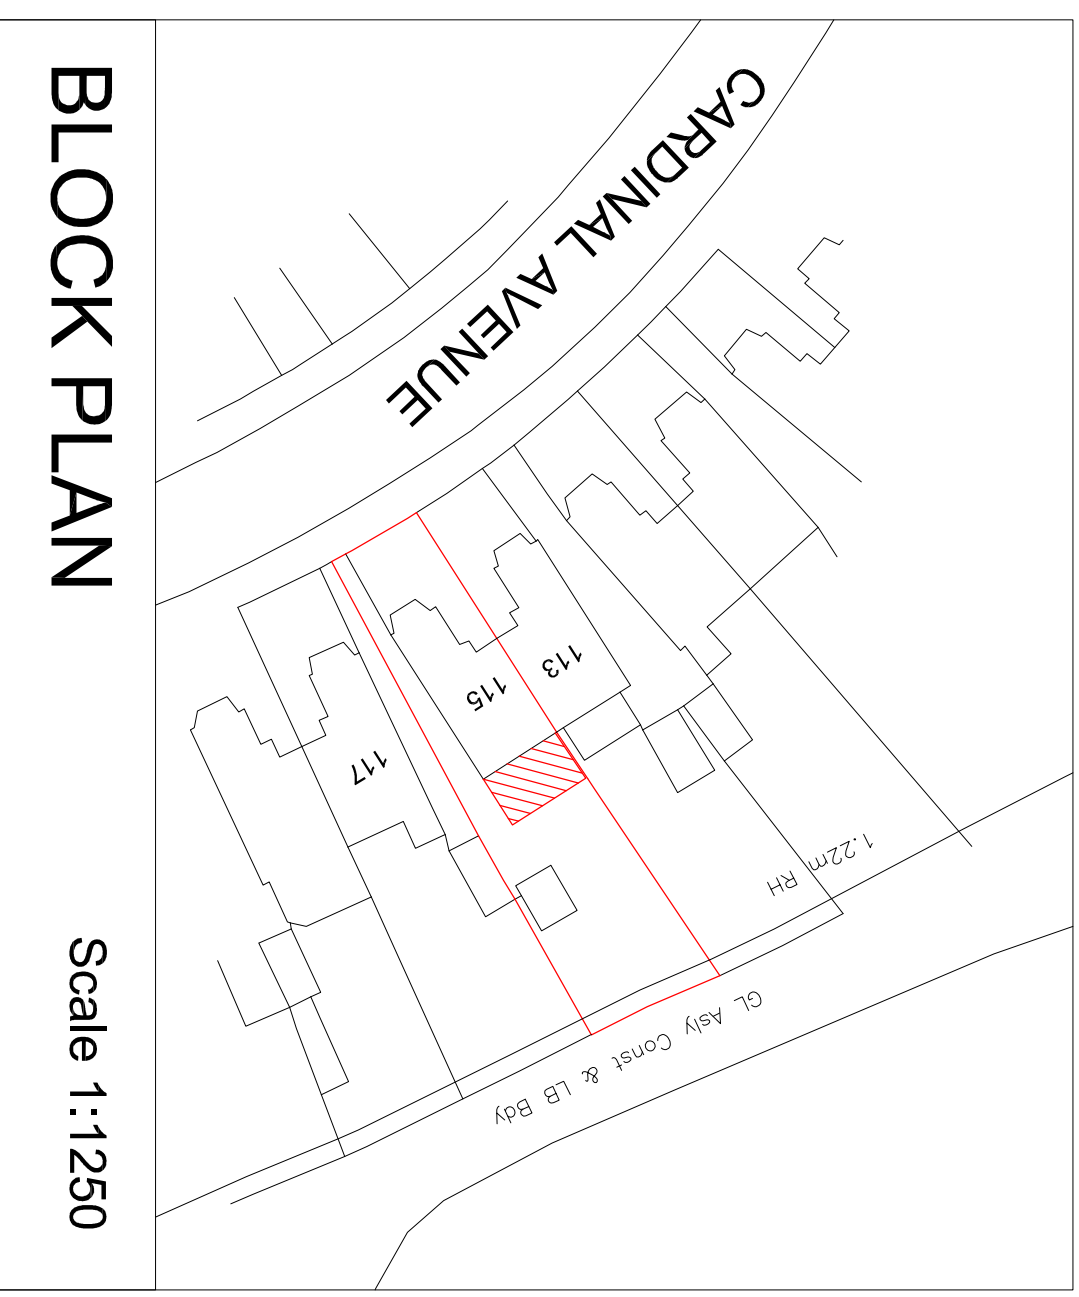 BLOCK PLAN
Scale 1:1250
CARDINAL AVENUE
113
115
117
1.22m RH
GL Asly Const & LB Bdy